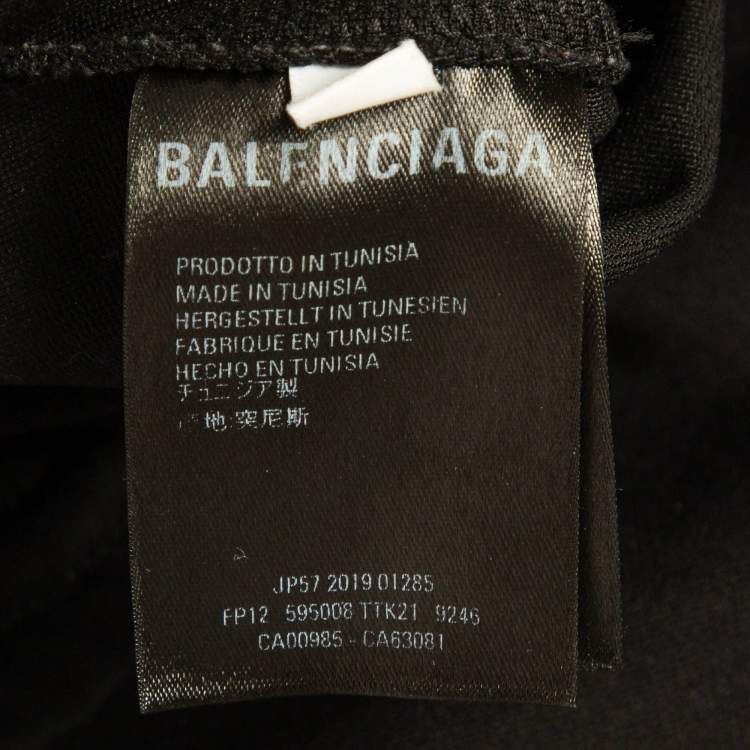 BALENCIAGA
PRODOTTO IN TUNISIA
MADE IN TUNISIA
HERGESTELLT IN TUNESIEN
FABRIQUE EN TUNISIE
HECHO EN TUNISIA
チュニジア製
产地:突尼斯
JP57 2019 01285
FP12 595008 TTK21 9246
CA00985 - CA63081